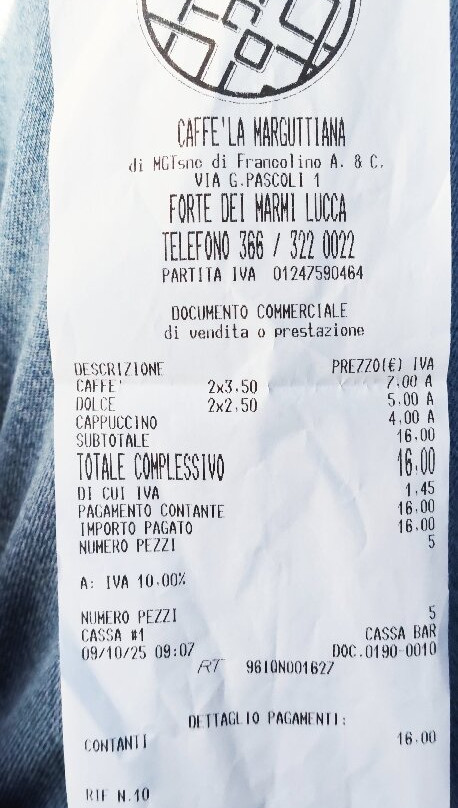 CAFFE'LA MARGUTTIANA
di MGTsnc di Francolino A. & C.
VIA G.PASCOLI 1
FORTE DEI MARMI LUCCA
TELEFONO 366 / 322 0022
PARTITA IVA 01247590464
DOCUMENTO COMMERCIALE
di vendita o prestazione
DESCRIZIONE PREZZO(€) IVA
CAFFE' 2x3,50 7,00 A
DOLCE 2x2,50 5,00 A
CAPPUCCINO 4,00 A
SUBTOTALE 16,00
TOTALE COMPLESSIVO 16,00
DI CUI IVA 1,45
PAGAMENTO CONTANTE 16,00
IMPORTO PAGATO 16,00
NUMERO PEZZI 5
A: IVA 10,00%
NUMERO PEZZI 5
CASSA #1 CASSA BAR
09/10/25 09:07 DOC.0190-0010
RT 96IQN001627
DETTAGLIO PAGAMENTI:
CONTANTI 16,00
RIF N.10